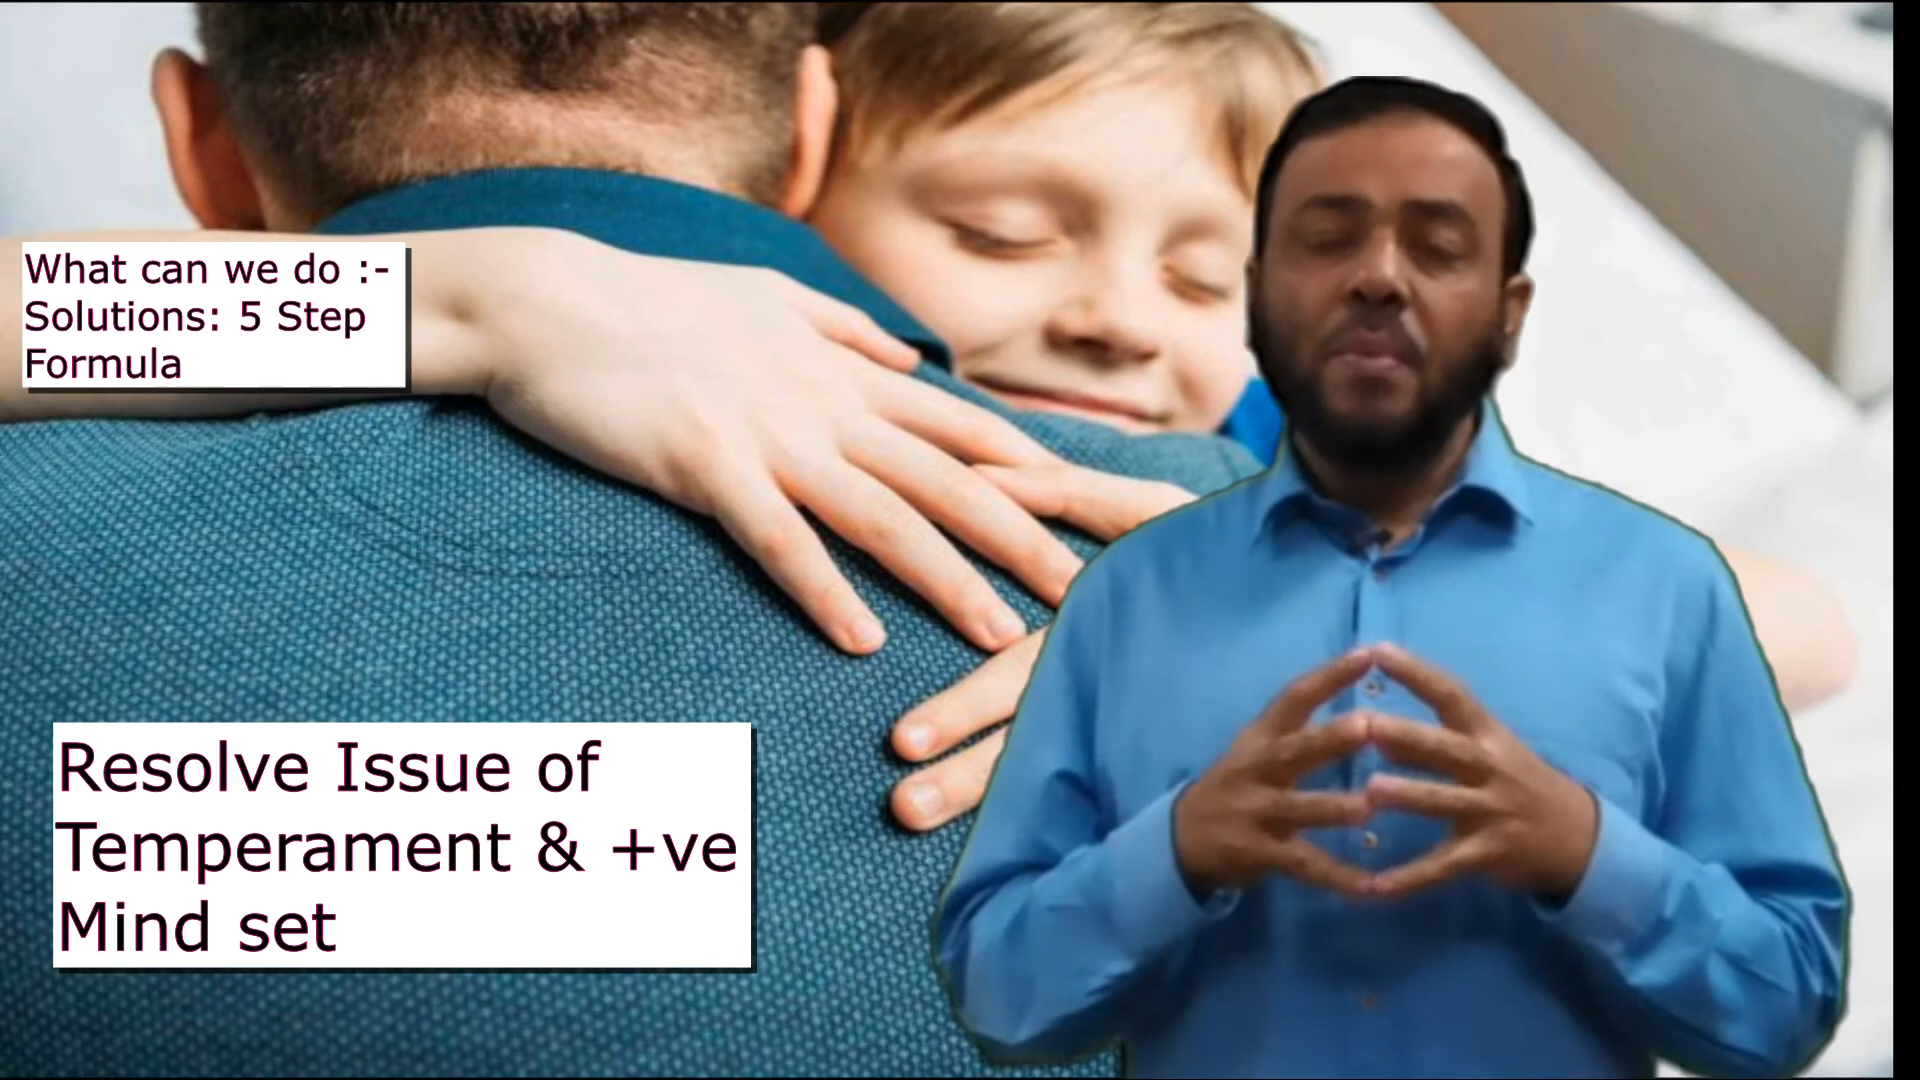 What can we do :-
Solutions: 5 Step
Formula
Resolve Issue of
Temperament & +ve
Mind set